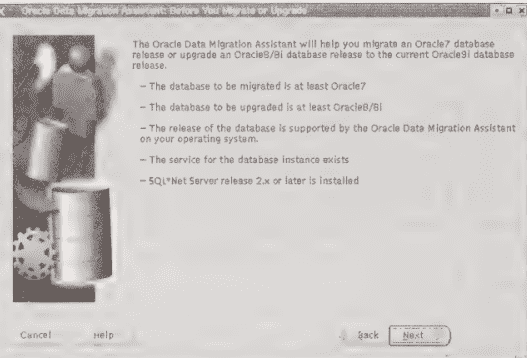 Oracle Data Migration Assistant: Before You Migrate or Upgrade
The Oracle Data Migration Assistant will help you migrate an Oracle7 database
release or upgrade an Oracle8/8i database release to the current Oracle9i database
release.
– The database to be migrated is at least Oracle7
– The database to be upgraded is at least Oracle8/8i
– The release of the database is supported by the Oracle Data Migration Assistant
on your operating system.
– The service for the database instance exists
– SQL*Net Server release 2.x or later is installed
Cancel Help Back Next